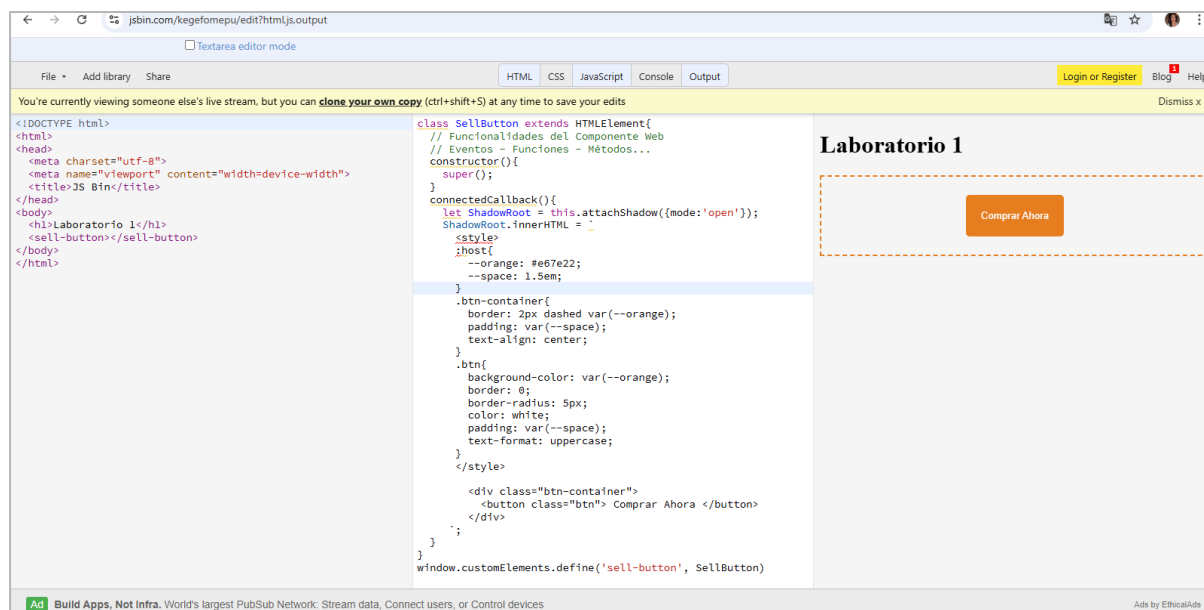 jsbin.com/kegefomepu/edit?html,js,output
Textarea editor mode
File Add library Share HTML CSS JavaScript Console Output Login or Register Blog 1 Help
You're currently viewing someone else's live stream, but you can clone your own copy (ctrl+shift+S) at any time to save your edits Dismiss x
<!DOCTYPE html>
<html>
<head>
<meta charset="utf-8">
<meta name="viewport" content="width=device-width">
<title>JS Bin</title>
</head>
<body>
<h1>Laboratorio 1</h1>
<sell-button></sell-button>
</body>
</html>
class SellButton extends HTMLElement{
// Funcionalidades del Componente Web
// Eventos - Funciones - Métodos...
constructor(){
super();
}
connectedCallback(){
let ShadowRoot = this.attachShadow({mode:'open'});
ShadowRoot.innerHTML = `
<style>
:host{
--orange: #e67e22;
--space: 1.5em;
}
.btn-container{
border: 2px dashed var(--orange);
padding: var(--space);
text-align: center;
}
.btn{
background-color: var(--orange);
border: 0;
border-radius: 5px;
color: white;
padding: var(--space);
text-format: uppercase;
}
</style>
<div class="btn-container">
<button class="btn"> Comprar Ahora </button>
</div>
`;
}
}
window.customElements.define('sell-button', SellButton)
Laboratorio 1
Comprar Ahora
Ad Build Apps, Not Infra. World's largest PubSub Network: Stream data, Connect users, or Control devices Ads by EthicalAds